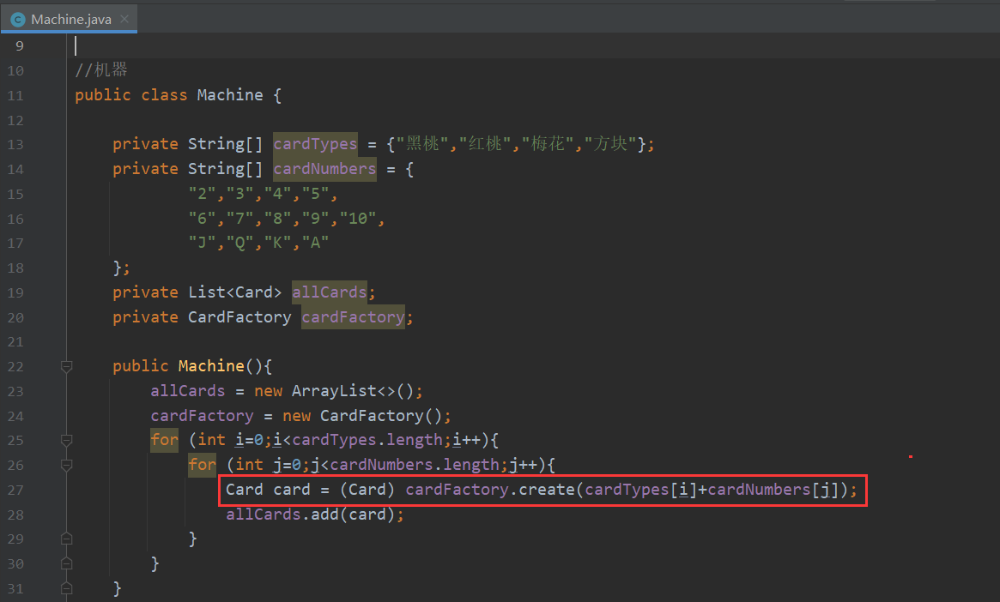 Machine.java
9
10 //机器
11 public class Machine {
12
13 private String[] cardTypes = {"黑桃","红桃","梅花","方块"};
14 private String[] cardNumbers = {
15 "2","3","4","5",
16 "6","7","8","9","10",
17 "J","Q","K","A"
18 };
19 private List<Card> allCards;
20 private CardFactory cardFactory;
21
22 public Machine(){
23 allCards = new ArrayList<>();
24 cardFactory = new CardFactory();
25 for (int i=0;i<cardTypes.length;i++){
26 for (int j=0;j<cardNumbers.length;j++){
27 Card card = (Card) cardFactory.create(cardTypes[i]+cardNumbers[j]);
28 allCards.add(card);
29 }
30 }
31 }